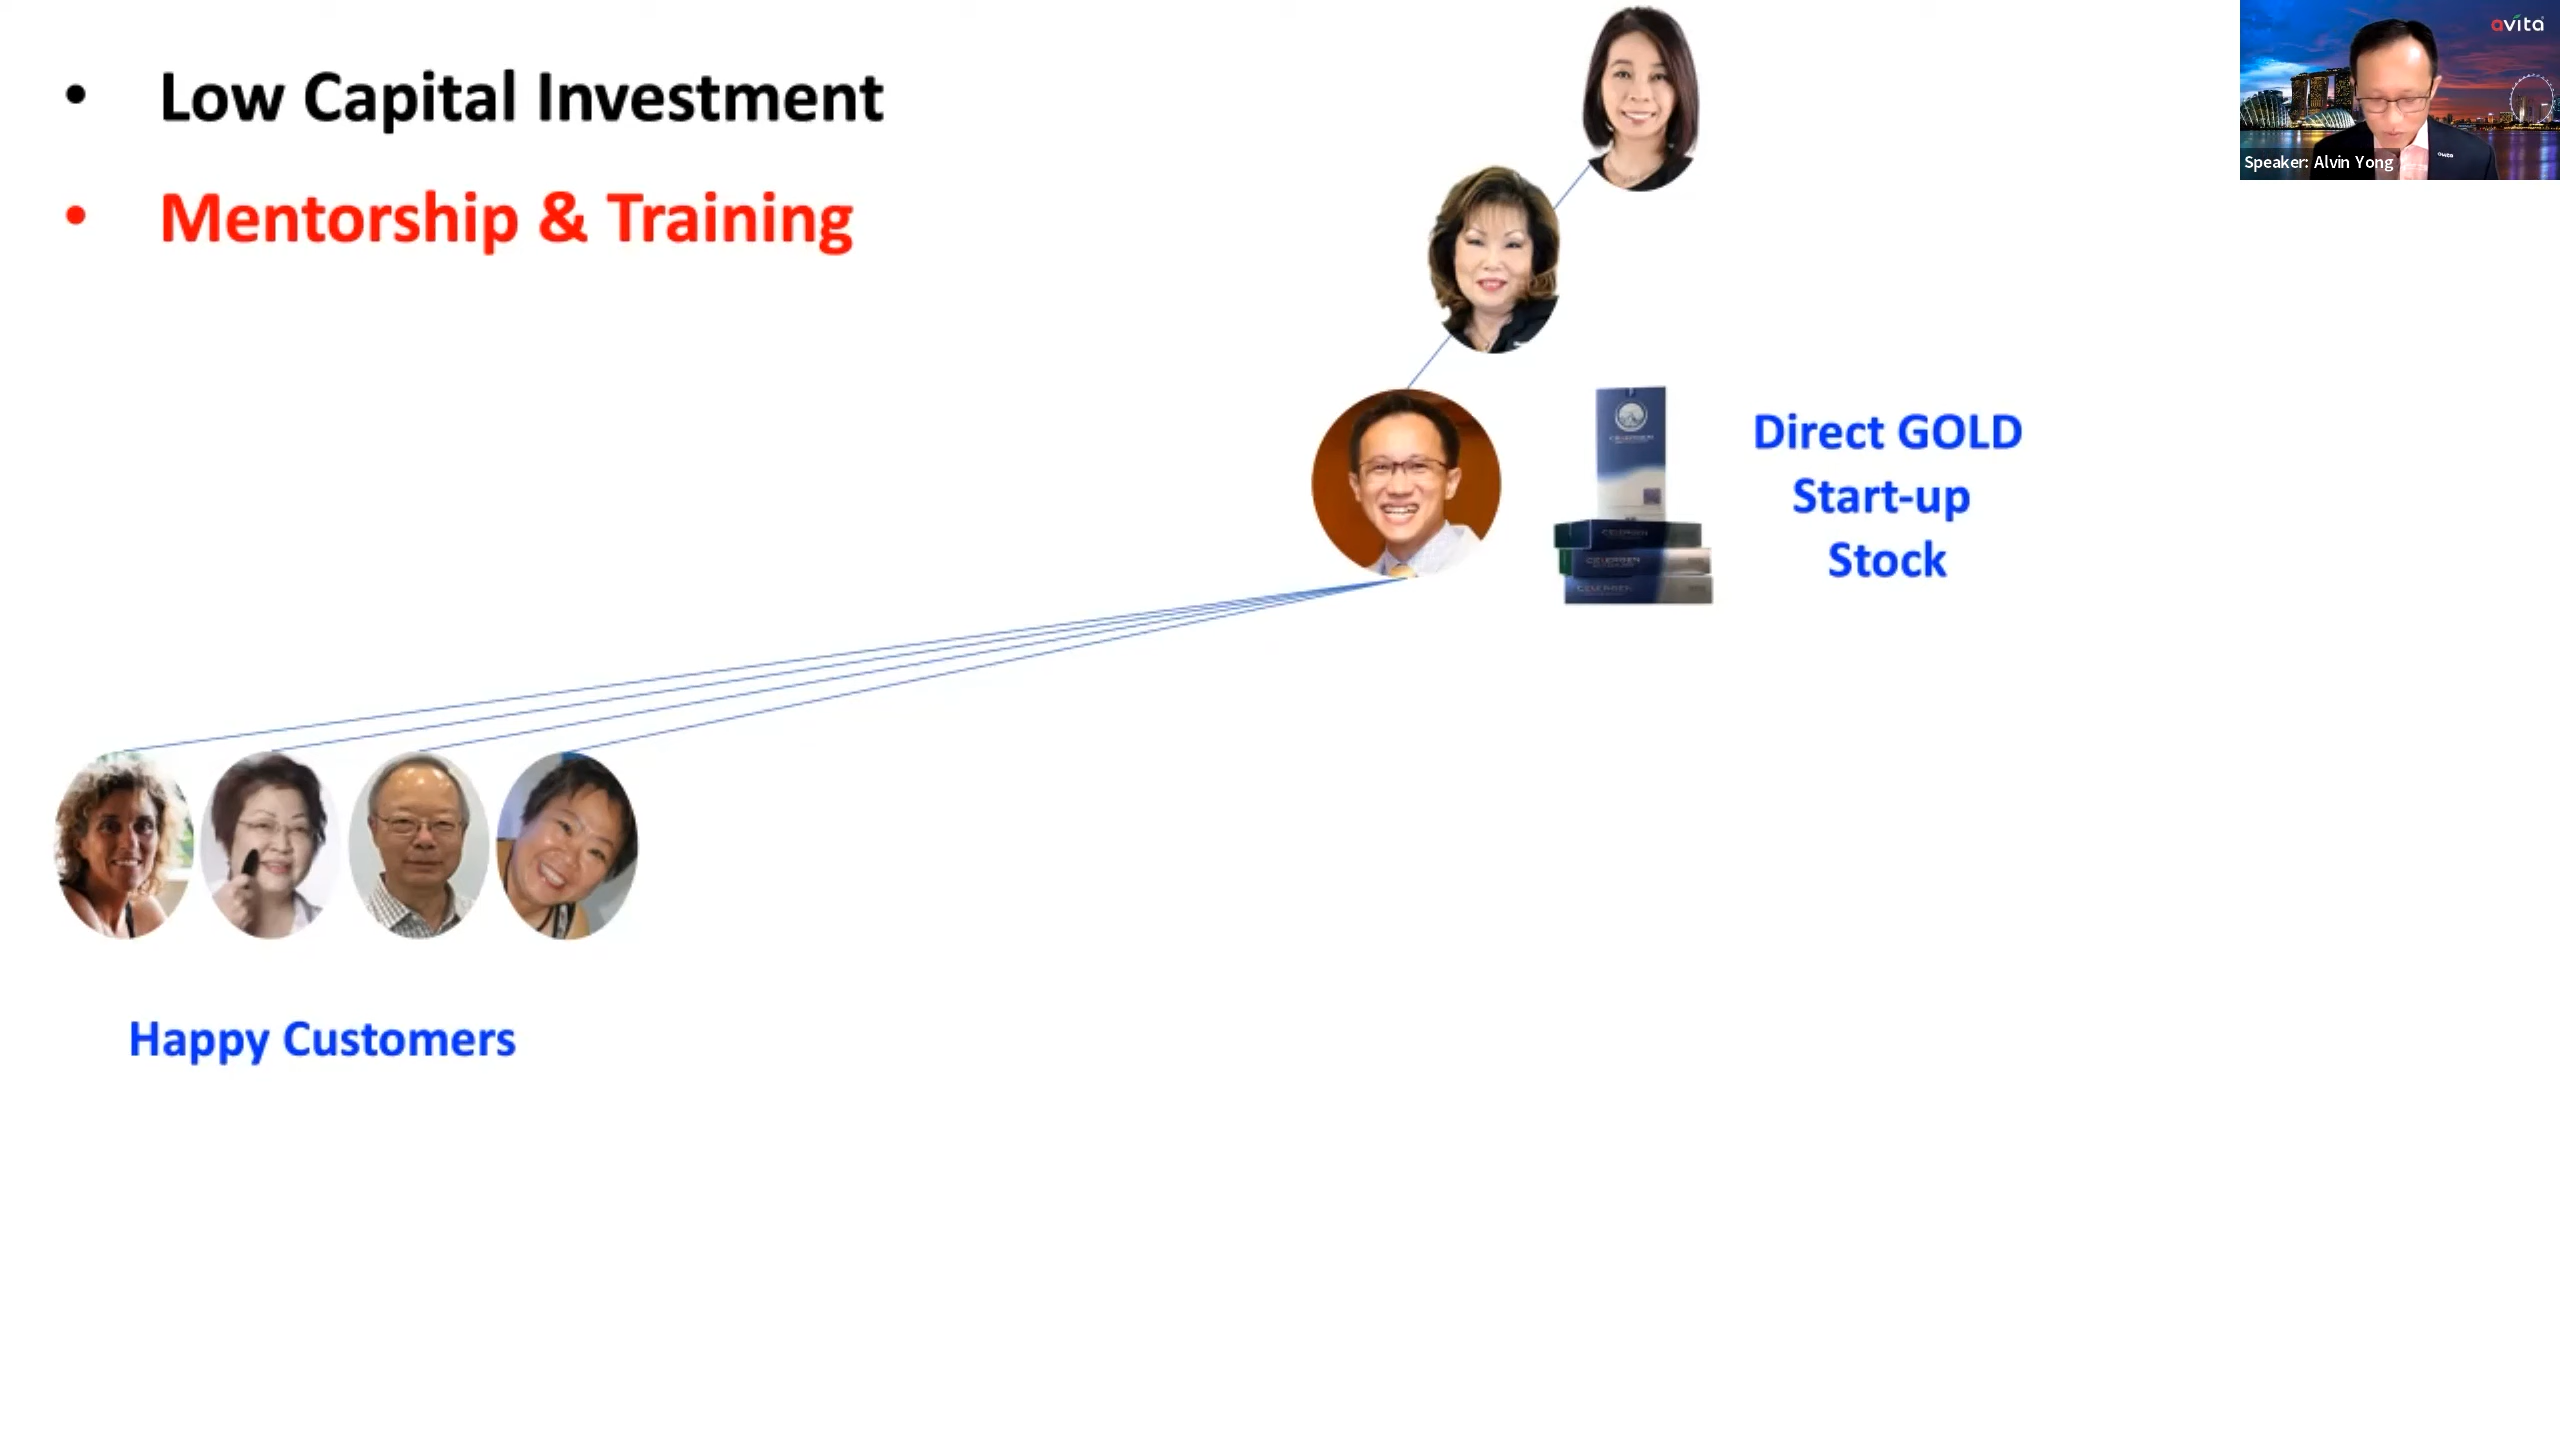 • Low Capital Investment
• Mentorship & Training
avita
Speaker: Alvin Yong
Direct GOLD
Start-up
Stock
Happy Customers